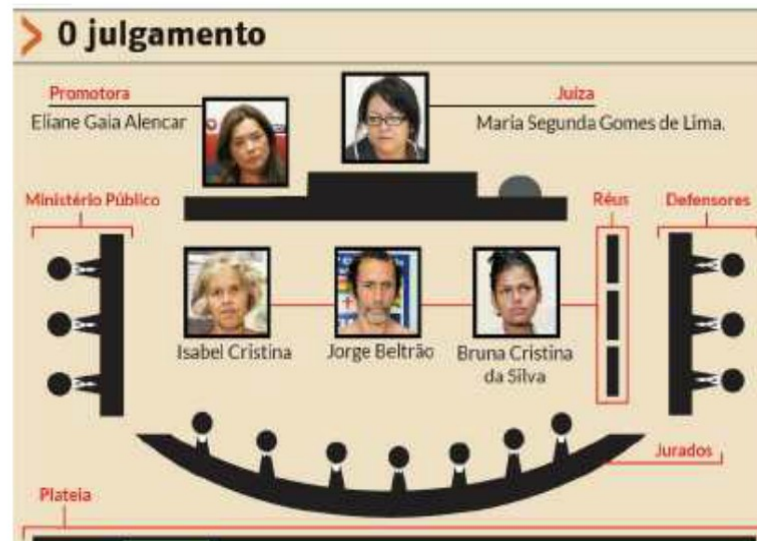 O julgamento
Promotora
Eliane Gaia Alencar
Juíza
Maria Segunda Gomes de Lima.
Ministério Público
Réus
Defensores
Isabel Cristina
Jorge Beltrão
Bruna Cristina
da Silva
Jurados
Plateia